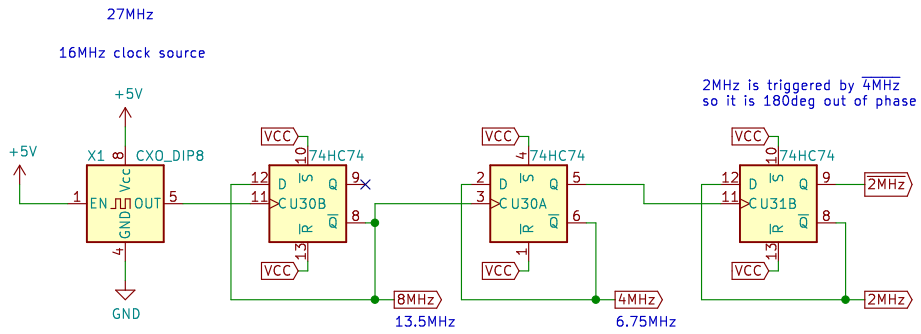 27MHz
16MHz clock source
2MHz is triggered by 4MHz
so it is 180deg out of phase
+5V
+5V
X1
CXO_DIP8
8
Vcc
1
EN
OUT
5
GND
4
GND
VCC
10
74HC74
S
12
D
Q
9
11
C
U30B
Q
8
R
13
VCC
8MHz
13.5MHz
VCC
4
74HC74
S
2
D
Q
5
3
C
U30A
Q
6
R
1
VCC
4MHz
6.75MHz
VCC
10
74HC74
S
12
D
Q
9
2MHz
11
C
U31B
Q
8
R
13
VCC
2MHz